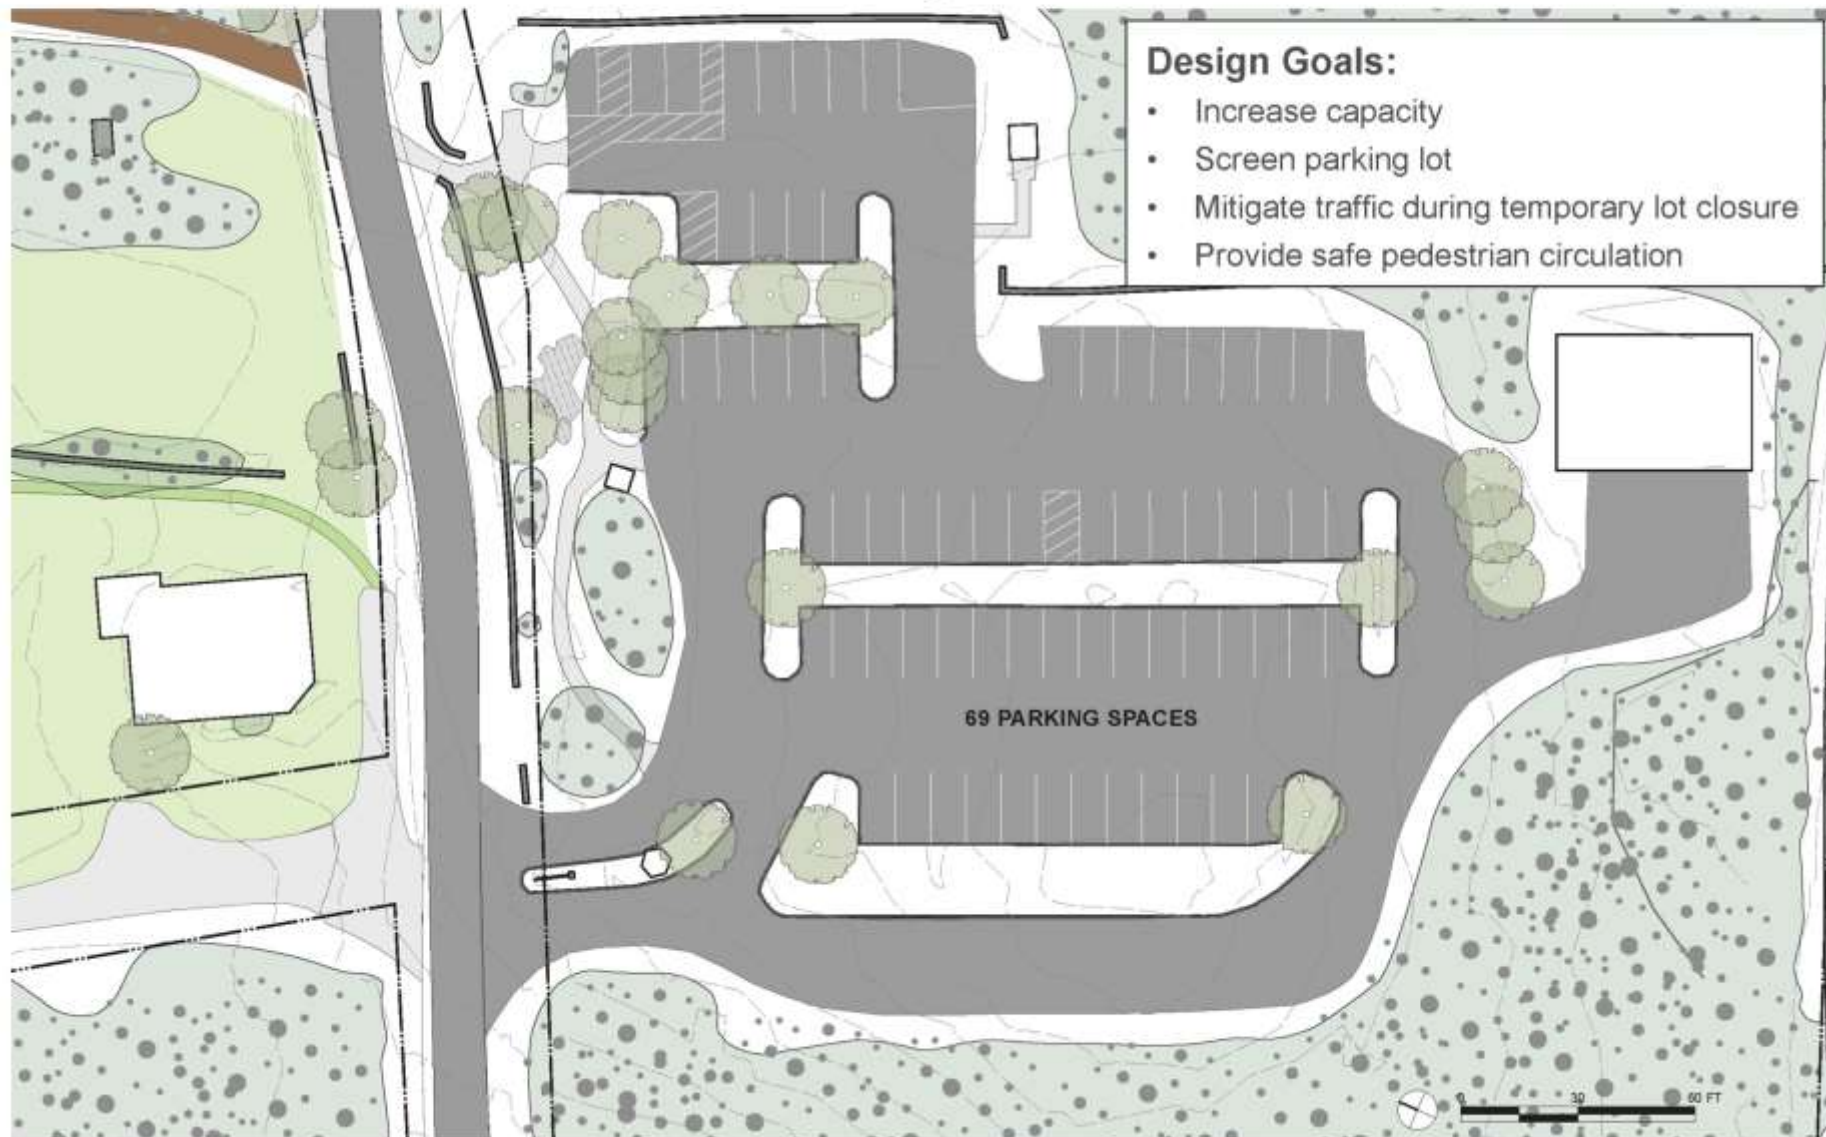 Design Goals:
• Increase capacity
• Screen parking lot
• Mitigate traffic during temporary lot closure
• Provide safe pedestrian circulation
69 PARKING SPACES
0 30 60 FT